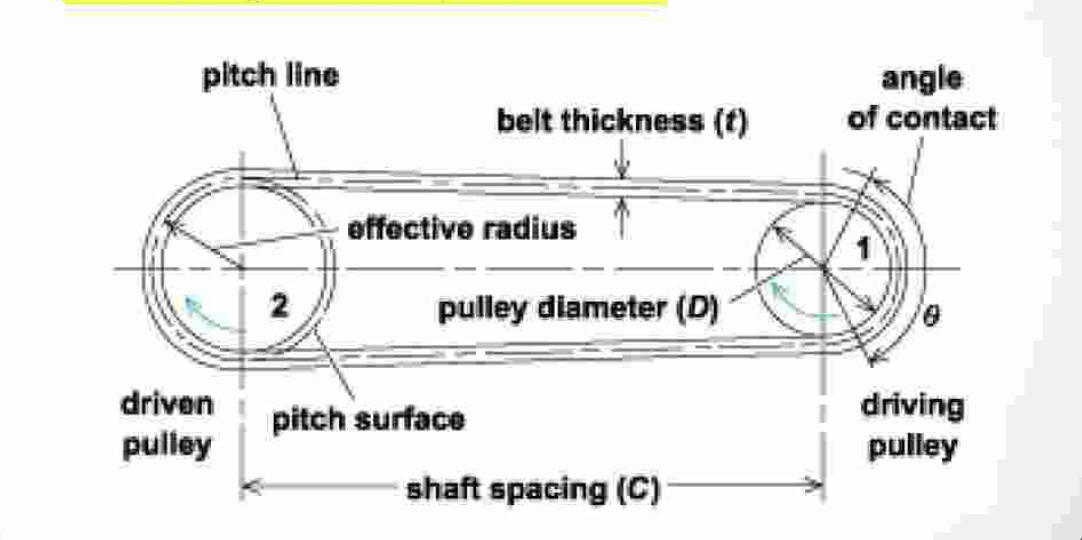 pitch line
angle
of contact
belt thickness (t)
effective radius
1
2
pulley diameter (D)
θ
driven
pulley
pitch surface
driving
pulley
shaft spacing (C)